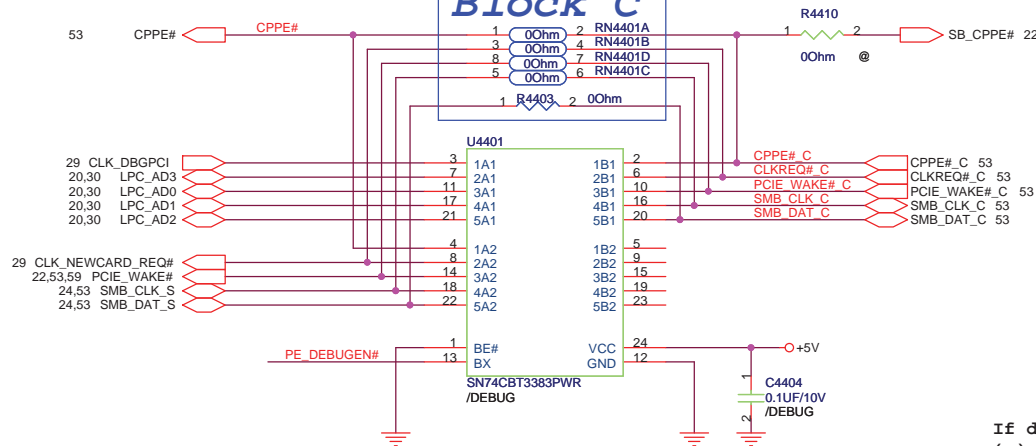 Block C
53 CPPE# CPPE# 1 0Ohm 2 RN4401A R4410 1 2 SB_CPPE# 22
3 0Ohm 4 RN4401B 0Ohm @
8 0Ohm 7 RN4401D
5 0Ohm 6 RN4401C
1 R4403 2 0Ohm
U4401
29 CLK_DBGPCI 3 1A1 1B1 2 CPPE#_C CPPE#_C 53
20,30 LPC_AD3 7 2A1 2B1 6 CLKREQ#_C CLKREQ#_C 53
20,30 LPC_AD0 11 3A1 3B1 10 PCIE_WAKE#_C PCIE_WAKE#_C 53
20,30 LPC_AD1 17 4A1 4B1 16 SMB_CLK_C SMB_CLK_C 53
20,30 LPC_AD2 21 5A1 5B1 20 SMB_DAT_C SMB_DAT_C 53
4 1A2 1B2 5
29 CLK_NEWCARD_REQ# 8 2A2 2B2 9
22,53,59 PCIE_WAKE# 14 3A2 3B2 15
24,53 SMB_CLK_S 18 4A2 4B2 19
24,53 SMB_DAT_S 22 5A2 5B2 23
1 BE# VCC 24 +5V
PE_DEBUGEN# 13 BX GND 12
SN74CBT3383PWR
/DEBUG
1 C4404
0.1UF/10V
2 /DEBUG
If d